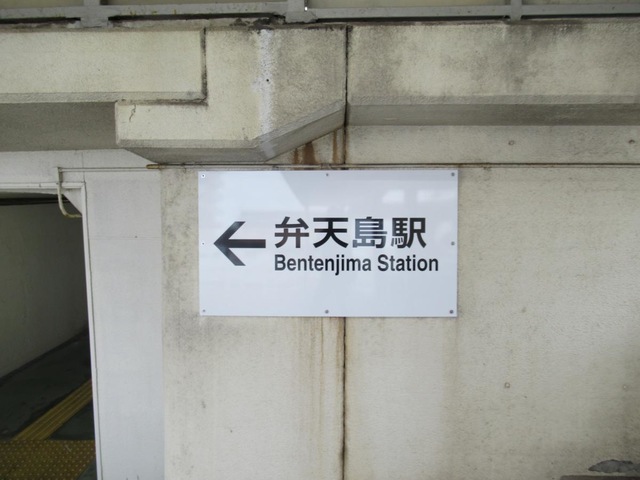 弁天島駅
Bentenjima Station